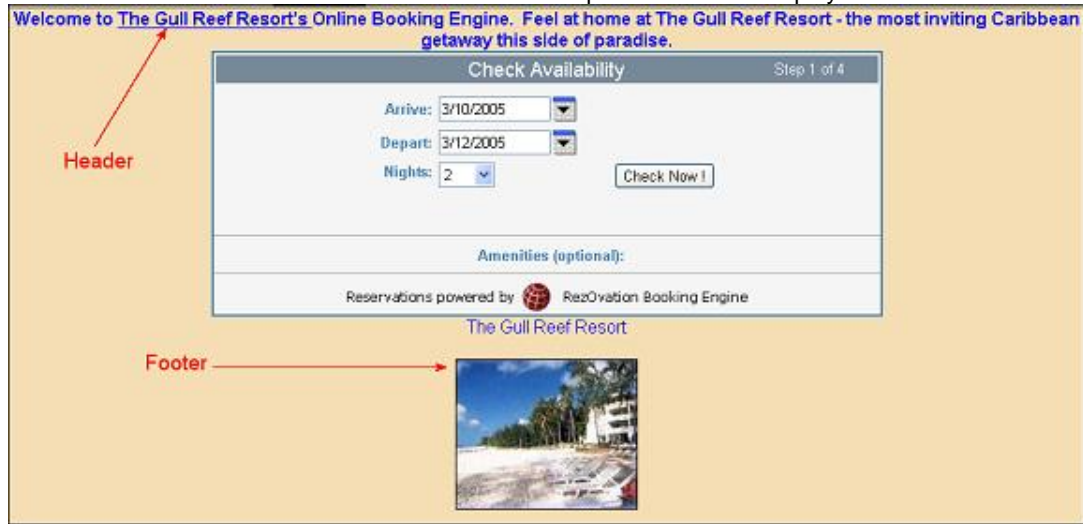 Welcome to The Gull Reef Resort's Online Booking Engine.  Feel at home at The Gull Reef Resort - the most inviting Caribbean
getaway this side of paradise.
Check Availability Step 1 of 4
Arrive: 3/10/2005
Depart: 3/12/2005
Header
Nights: 2 Check Now !
Amenities (optional):
Reservations powered by RezOvation Booking Engine
The Gull Reef Resort
Footer